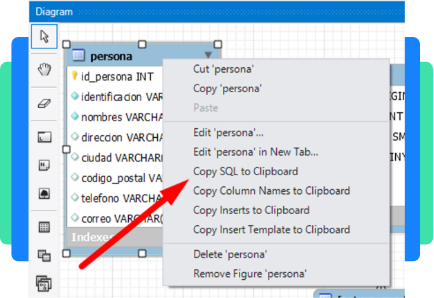 Diagram
persona
id_persona INT
identificacion VAR
nombres VARCHA
direccion VARCHA
ciudad VARCHAR(
codigo_postal VA
telefono VARCHA
correo VARCHAR(
Indexes
Cut 'persona'
Copy 'persona'
Paste
Edit 'persona'...
Edit 'persona' in New Tab...
Copy SQL to Clipboard
Copy Column Names to Clipboard
Copy Inserts to Clipboard
Copy Insert Template to Clipboard
Delete 'persona'
Remove Figure 'persona'